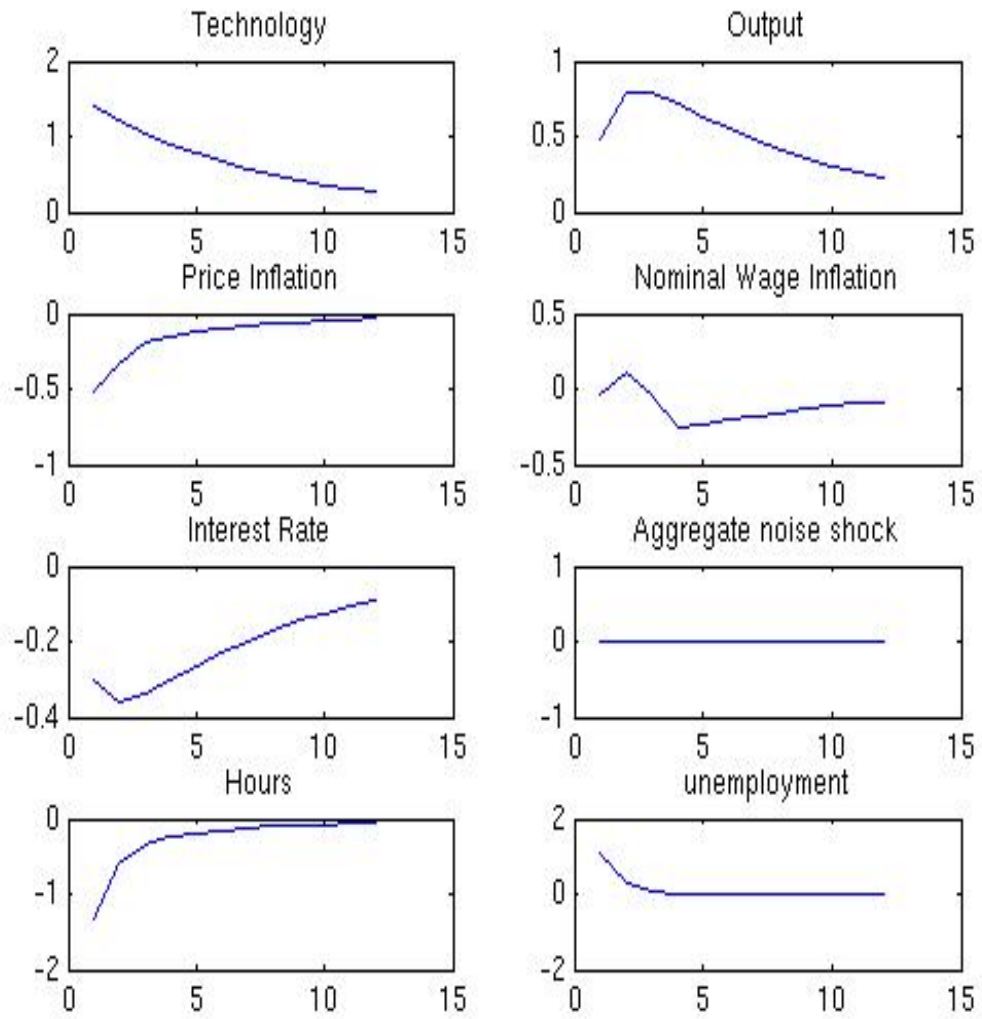 Technology
2
1
0
0 5 10 15
Output
1
0.5
0
0 5 10 15
Price Inflation
0
-0.5
-1
0 5 10 15
Nominal Wage Inflation
0.5
0
-0.5
0 5 10 15
Interest Rate
0
-0.2
-0.4
0 5 10 15
Aggregate noise shock
1
0
-1
0 5 10 15
Hours
0
-1
-2
0 5 10 15
unemployment
2
0
-2
0 5 10 15